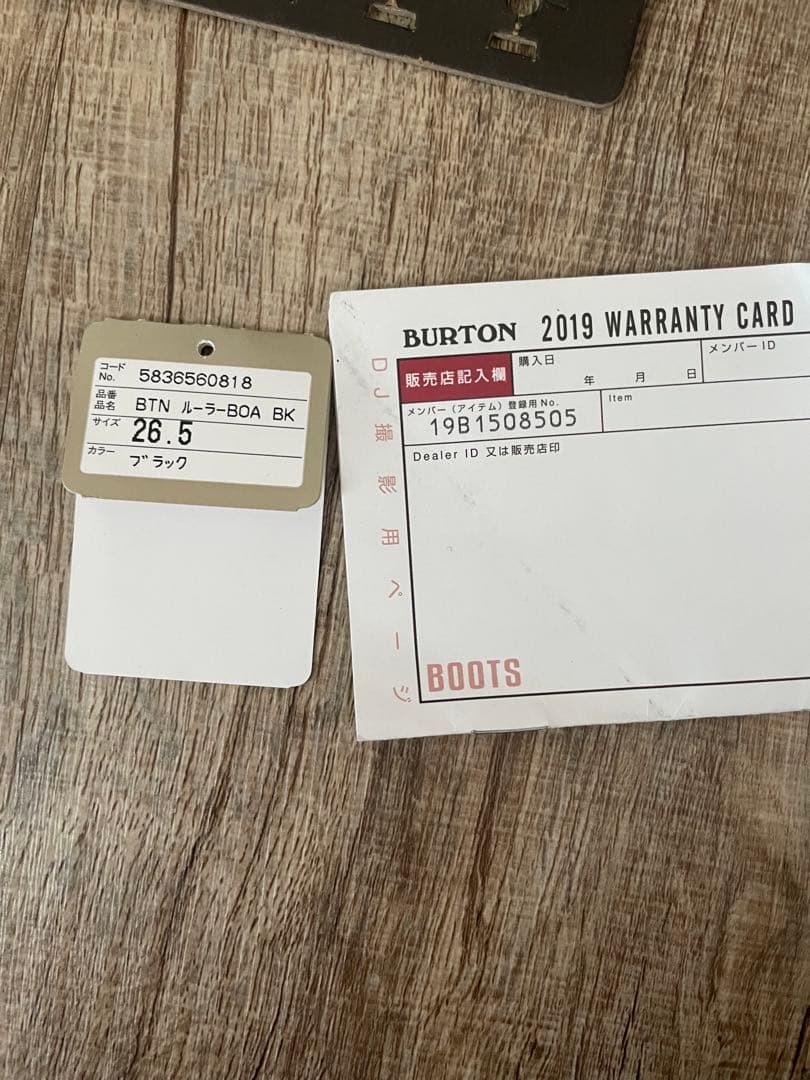 コード No. 5836560818
品番 品名 BTN ルーラーBOA BK
サイズ 26.5
カラー ブラック
BURTON 2019 WARRANTY CARD
販売店記入欄 購入日 年 月 日 メンバーID
メンバー（アイテム）登録用No. Item
19B1508505
Dealer ID 又は販売店印
DJ撮影用ページ
BOOTS